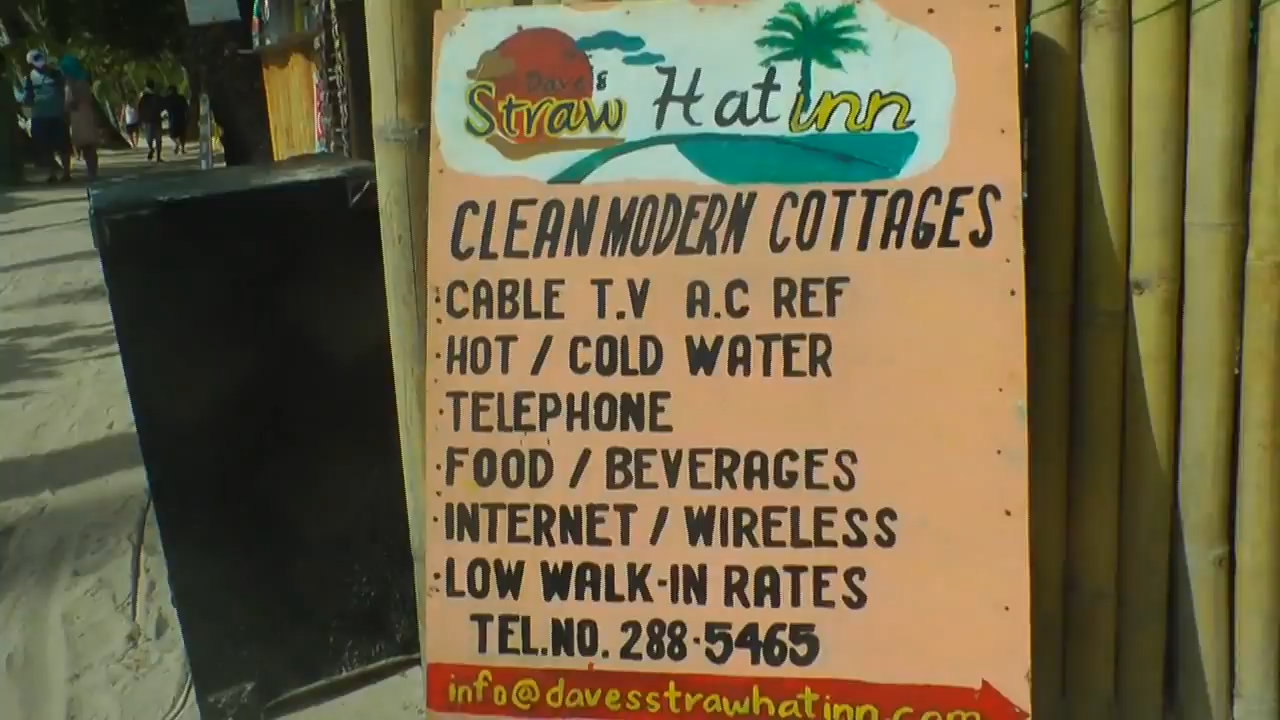 Dave's
Straw Hat inn
CLEAN MODERN COTTAGES
·CABLE T.V A.C REF
·HOT / COLD WATER
·TELEPHONE
·FOOD / BEVERAGES
·INTERNET / WIRELESS
·LOW WALK-IN RATES
TEL.NO. 288-5465
info@davesstrawhatinn.com